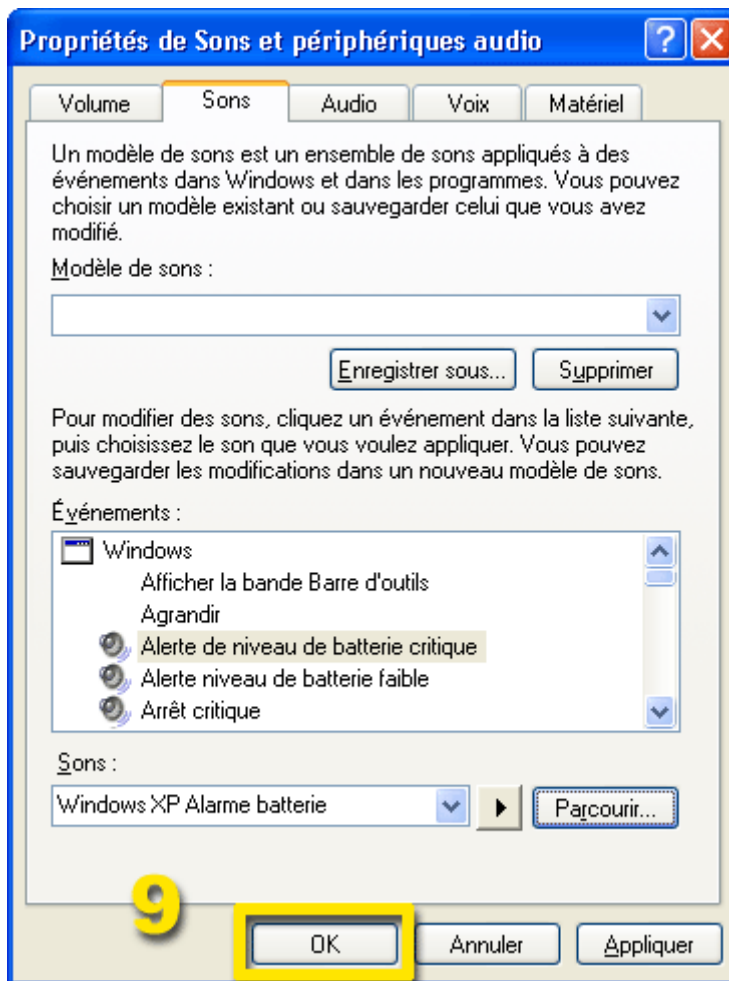 Propriétés de Sons et périphériques audio
?
Volume
Sons
Audio
Voix
Matériel
Un modèle de sons est un ensemble de sons appliqués à des
événements dans Windows et dans les programmes. Vous pouvez
choisir un modèle existant ou sauvegarder celui que vous avez
modifié.
Modèle de sons :
Enregistrer sous...
Supprimer
Pour modifier des sons, cliquez un événement dans la liste suivante,
puis choisissez le son que vous voulez appliquer. Vous pouvez
sauvegarder les modifications dans un nouveau modèle de sons.
Événements :
Windows
Afficher la bande Barre d'outils
Agrandir
Alerte de niveau de batterie critique
Alerte niveau de batterie faible
Arrêt critique
Sons :
Windows XP Alarme batterie
Parcourir...
9
OK
Annuler
Appliquer